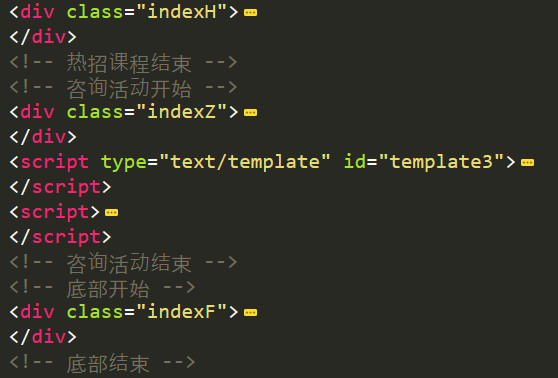 <div class="indexH">
</div>
<!-- 热招课程结束 -->
<!-- 咨询活动开始 -->
<div class="indexZ">
</div>
<script type="text/template" id="template3">
</script>
<script>
</script>
<!-- 咨询活动结束 -->
<!-- 底部开始 -->
<div class="indexF">
</div>
<!-- 底部结束 -->